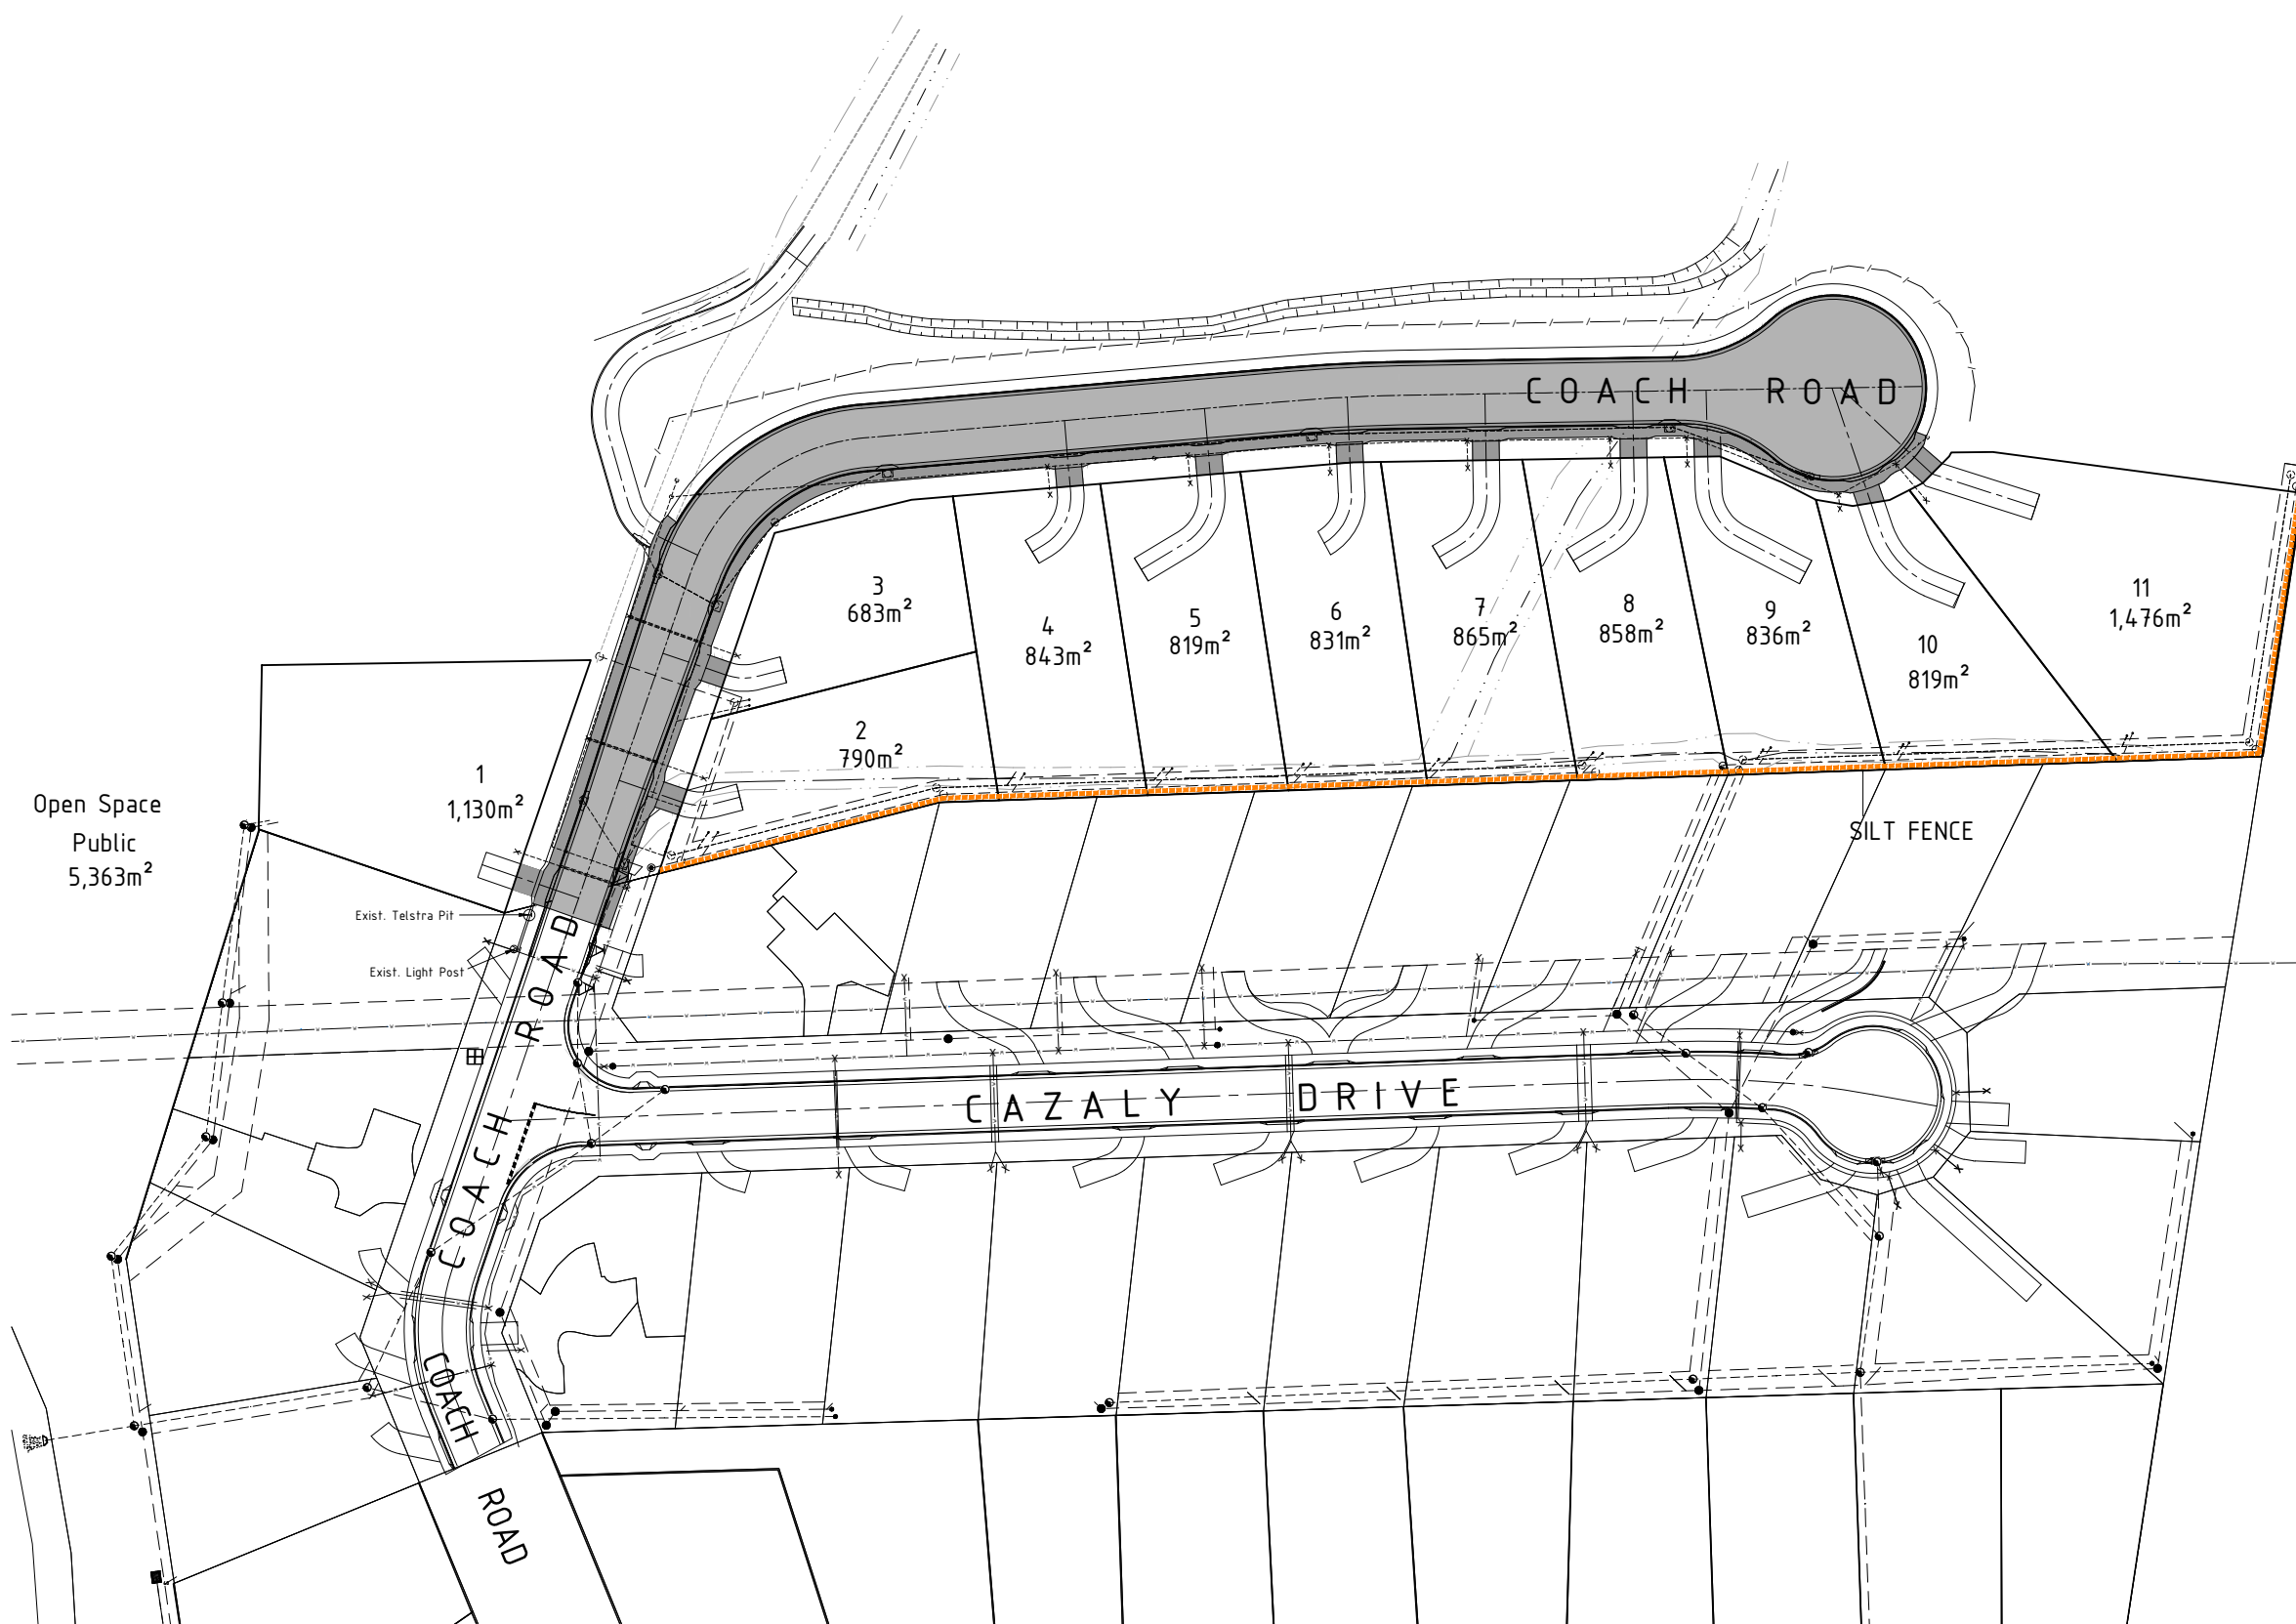 COACH ROAD
3
683m²
4
843m²
5
819m²
6
831m²
7
865m²
8
858m²
9
836m²
10
819m²
11
1,476m²
2
790m²
1
1,130m²
Open Space
Public
5,363m²
SILT FENCE
Exist. Telstra Pit
Exist. Light Post
COACH ROAD
CAZALY DRIVE
COACH ROAD